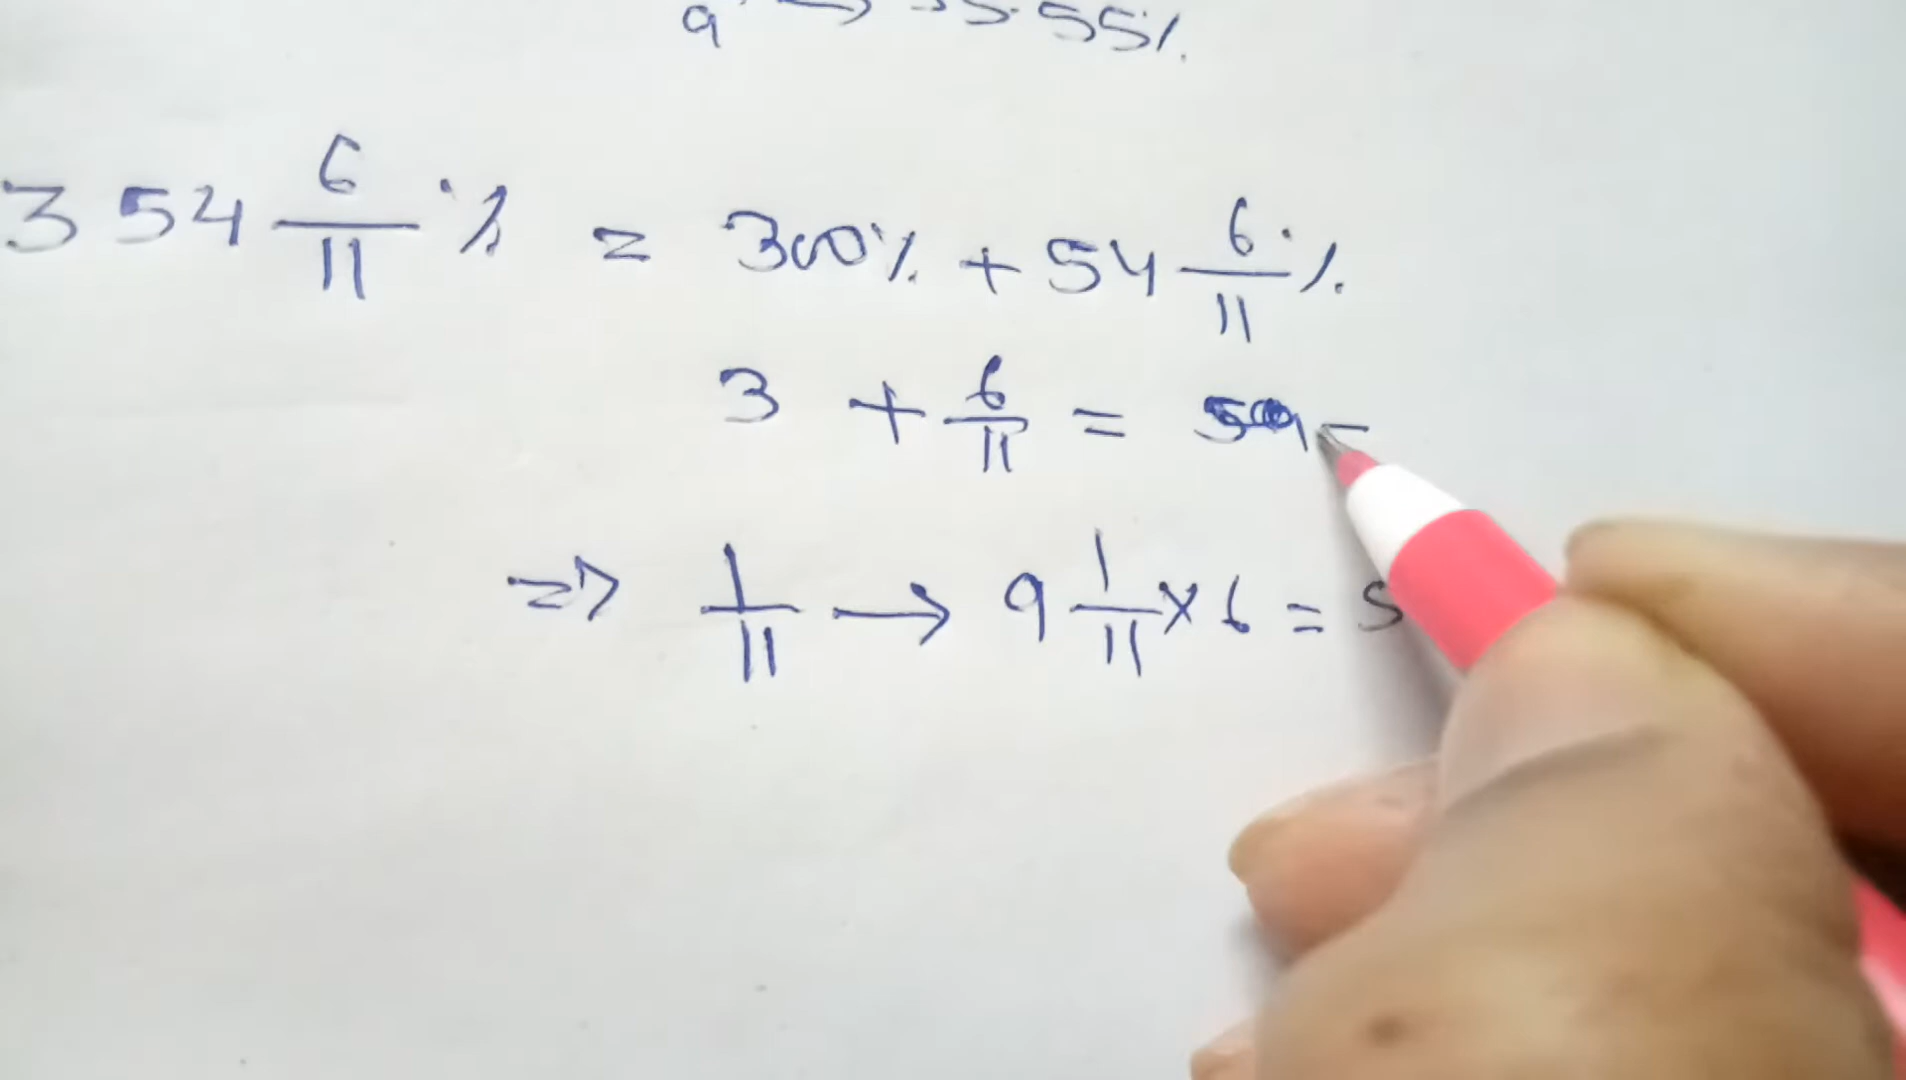 9 → 55.55%
354 6/11 % = 300% + 54 6/11 %
3 + 6/11 =
=> 1/11 → 9 1/11 × 6 = 5